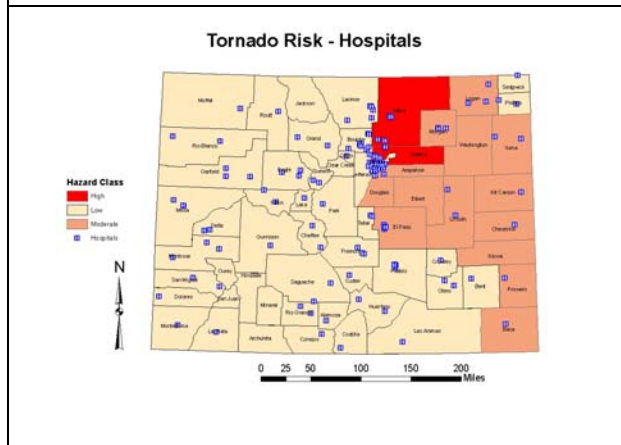 Tornado Risk - Hospitals
Moffat
Routt
Jackson
Larimer
Logan
Sedgwick
Phillips
Morgan
Washington
Yuma
Rio Blanco
Grand
Boulder
Clear Creek
Garfield
Eagle
Summit
Arapahoe
Douglas
Elbert
Kit Carson
Lake
Park
Mesa
Delta
Gunnison
Chaffee
Teller
El Paso
Lincoln
Cheyenne
Montrose
Ouray
Fremont
Kiowa
Saguache
Custer
Pueblo
Crowley
Otero
Bent
Prowers
San Miguel
Hinsdale
Dolores
San Juan
Mineral
Rio Grande
Alamosa
Huerfano
Montezuma
La Plata
Archuleta
Conejos
Costilla
Las Animas
Baca
Hazard Class
High
Low
Moderate
Hospitals
N
0 25 50 100 150 200
Miles